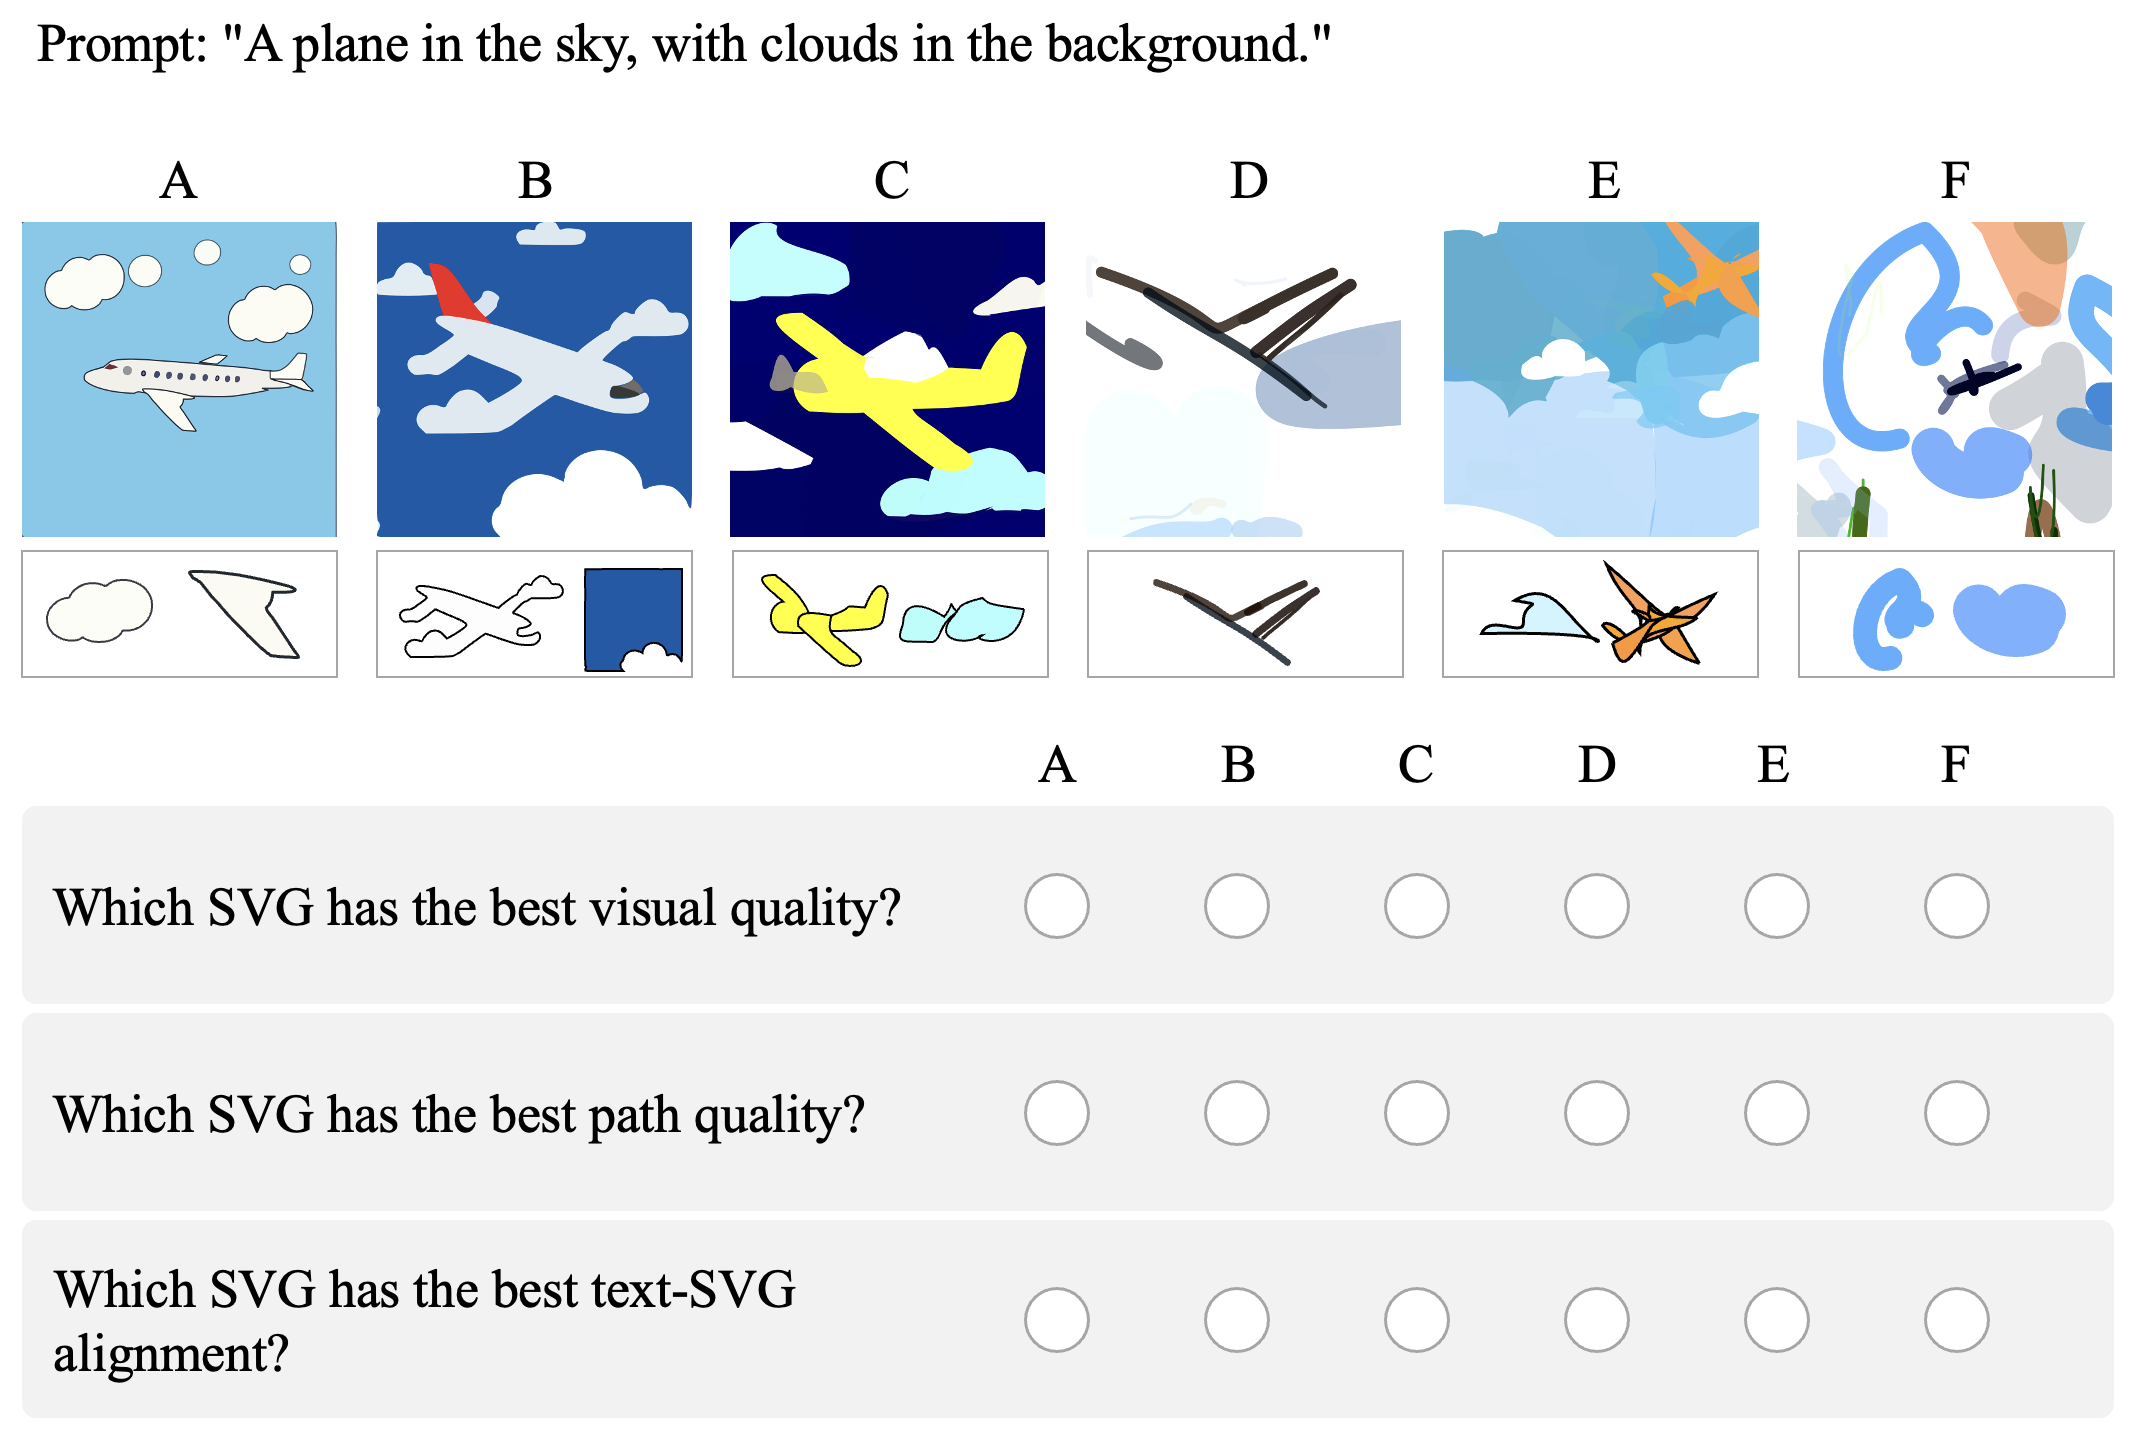 Prompt: "A plane in the sky, with clouds in the background."
A B C D E F
A B C D E F
Which SVG has the best visual quality?
Which SVG has the best path quality?
Which SVG has the best text-SVG
alignment?